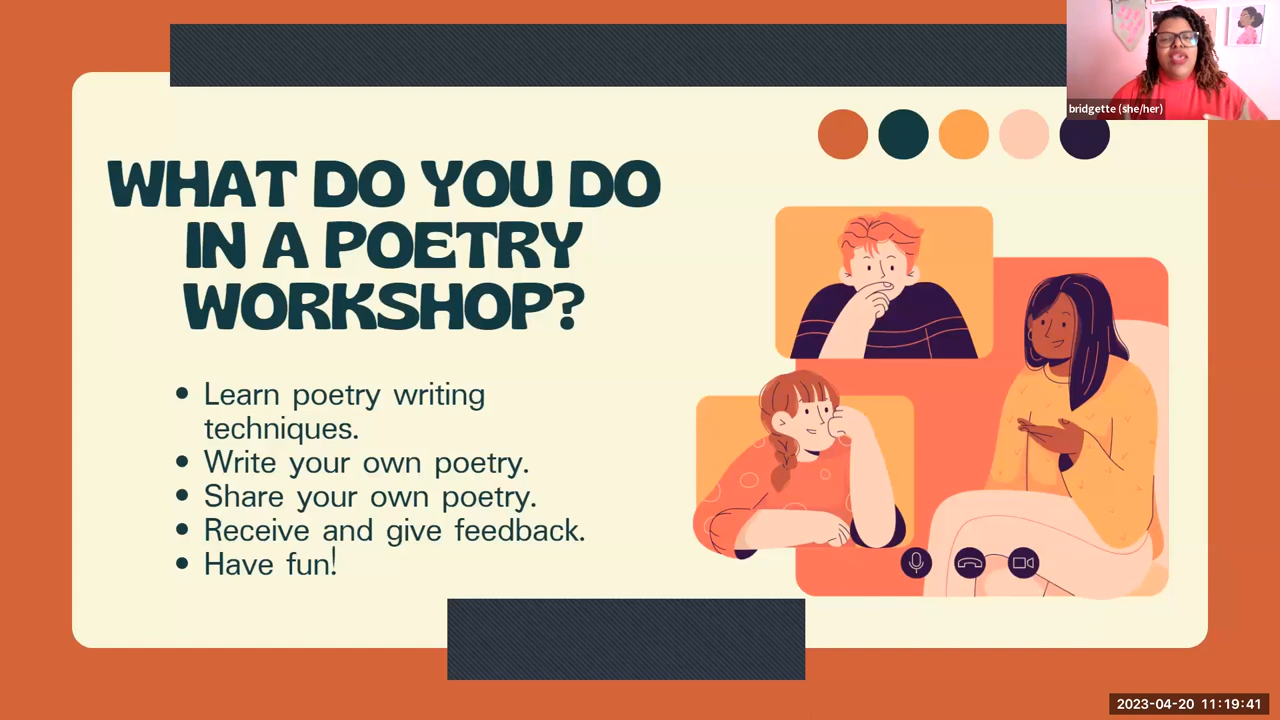 bridgette (she/her)
WHAT DO YOU DO
IN A POETRY
WORKSHOP?
• Learn poetry writing
techniques.
• Write your own poetry.
• Share your own poetry.
• Receive and give feedback.
• Have fun!
2023-04-20 11:19:41